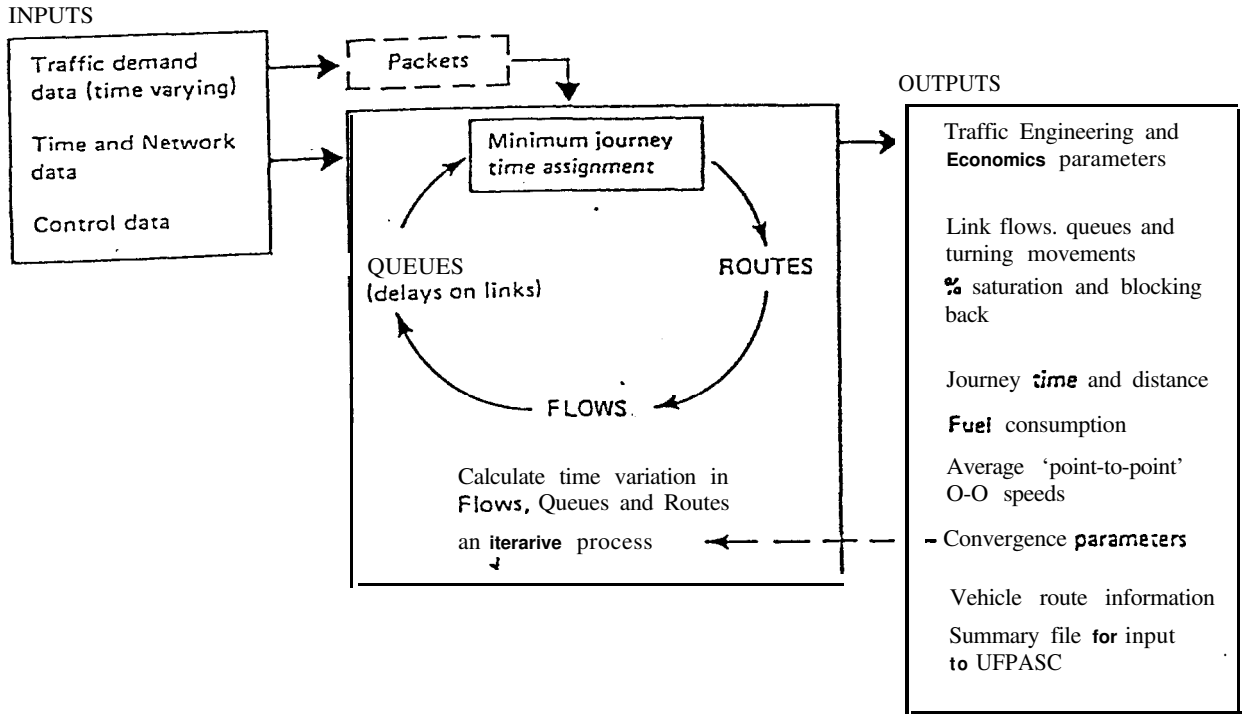 INPUTS
Traffic demand
data (time varying)
Time and Network
data
Control data
Packets
Minimum journey
time assignment
QUEUES
(delays on links)
ROUTES
FLOWS.
Calculate time variation in
Flows, Queues and Routes
an iterarive process
OUTPUTS
Traffic Engineering and
Economics parameters
Link flows. queues and
turning movements
% saturation and blocking
back
Journey time and distance
Fuel consumption
Average ‘point-to-point’
O-O speeds
Convergence parameters
Vehicle route information
Summary file for input
to UFPASC